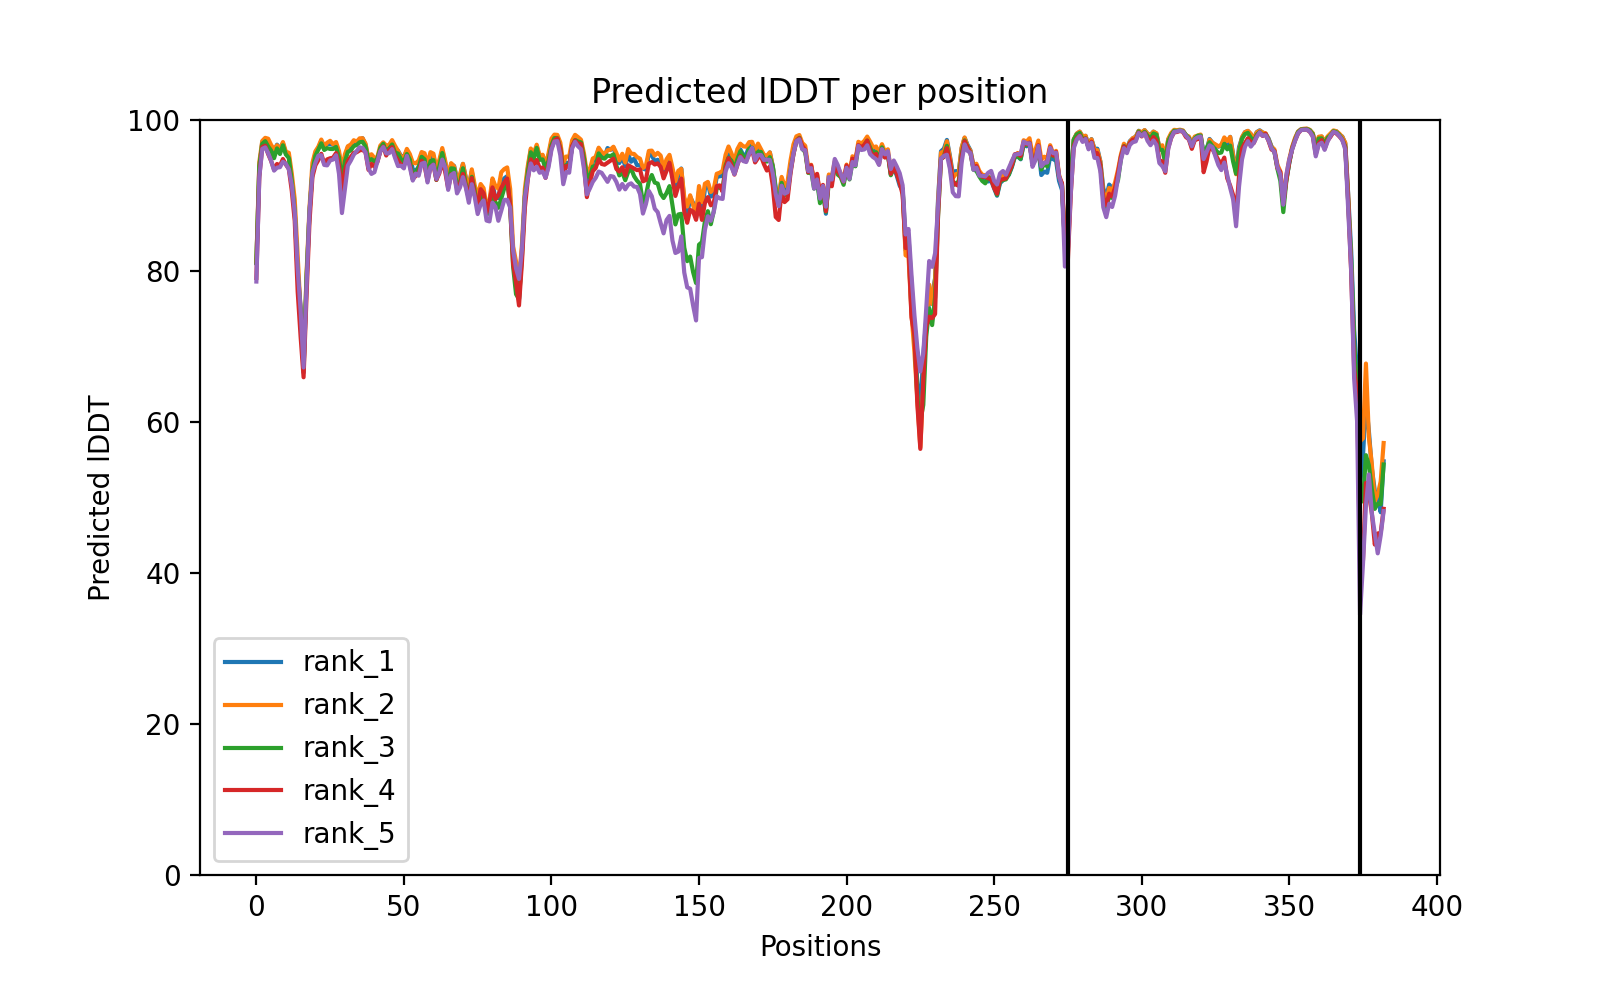 Predicted lDDT per position
100
80
60
40
20
0
Predicted lDDT
rank_1
rank_2
rank_3
rank_4
rank_5
0 50 100 150 200 250 300 350 400
Positions